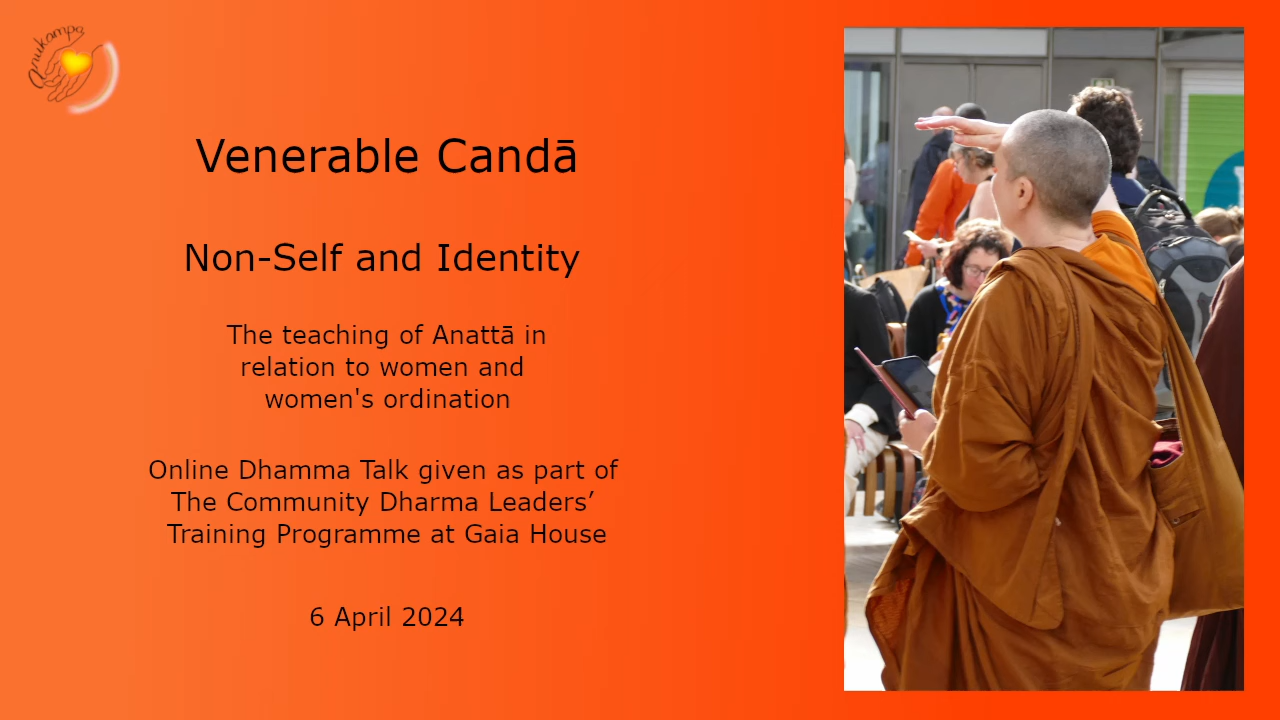 Anukampa
Venerable Candā
Non-Self and Identity
The teaching of Anattā in
relation to women and
women's ordination
Online Dhamma Talk given as part of
The Community Dharma Leaders’
Training Programme at Gaia House
6 April 2024